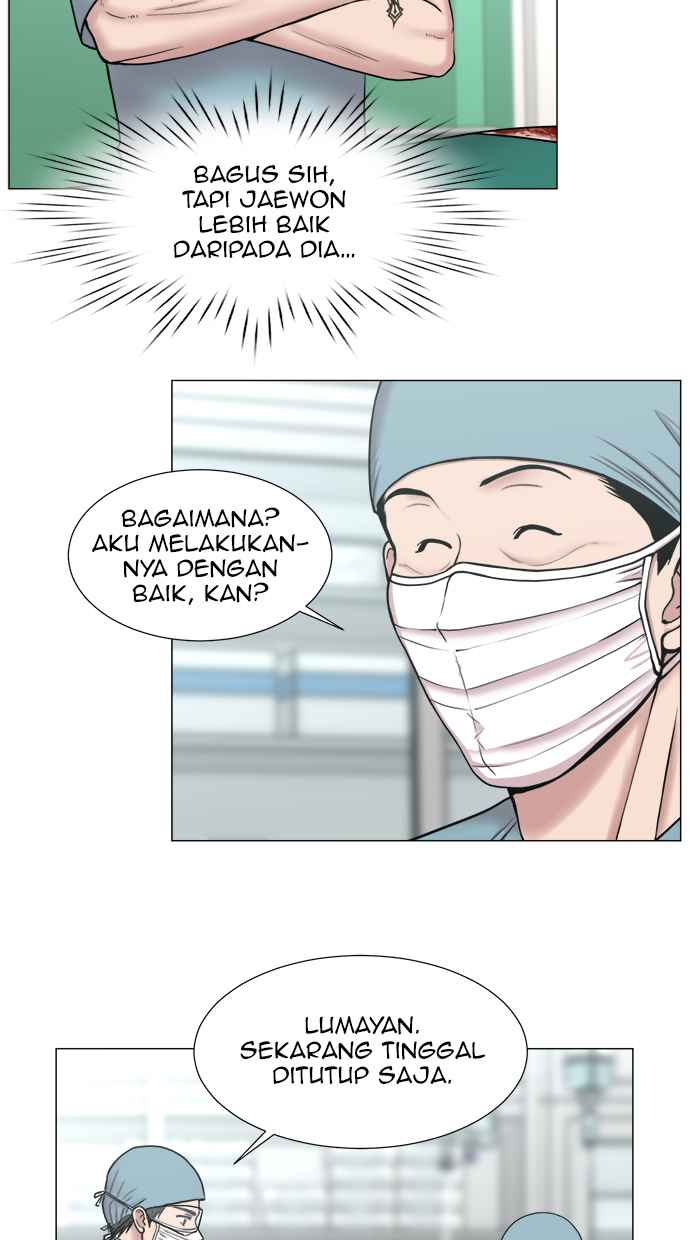 BAGUS SIH,
TAPI JAEWON
LEBIH BAIK
DARIPADA DIA...
BAGAIMANA?
AKU MELAKUKAN-
NYA DENGAN
BAIK, KAN?
LUMAYAN.
SEKARANG TINGGAL
DITUTUP SAJA.